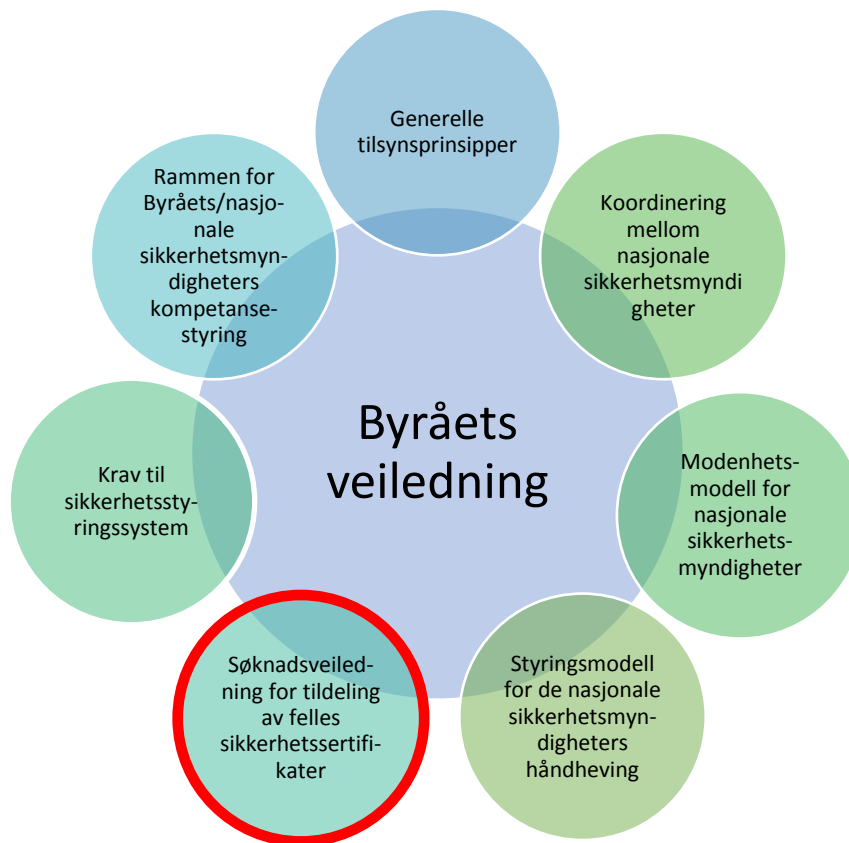 Generelle
tilsynsprinsipper
Rammen for
Byråets/nasjo-
nale
sikkerhetsmyn-
digheters
kompetanse-
styring
Koordinering
mellom
nasjonale
sikkerhetsmyndi
gheter
Byråets
veiledning
Krav til
sikkerhetssty-
ringssystem
Modenhets-
modell for
nasjonale
sikkerhets-
myndigheter
Søknadsveiled-
ning for tildeling
av felles
sikkerhetssertifi-
kater
Styringsmodell
for de nasjonale
sikkerhetsmyn-
digheters
håndheving